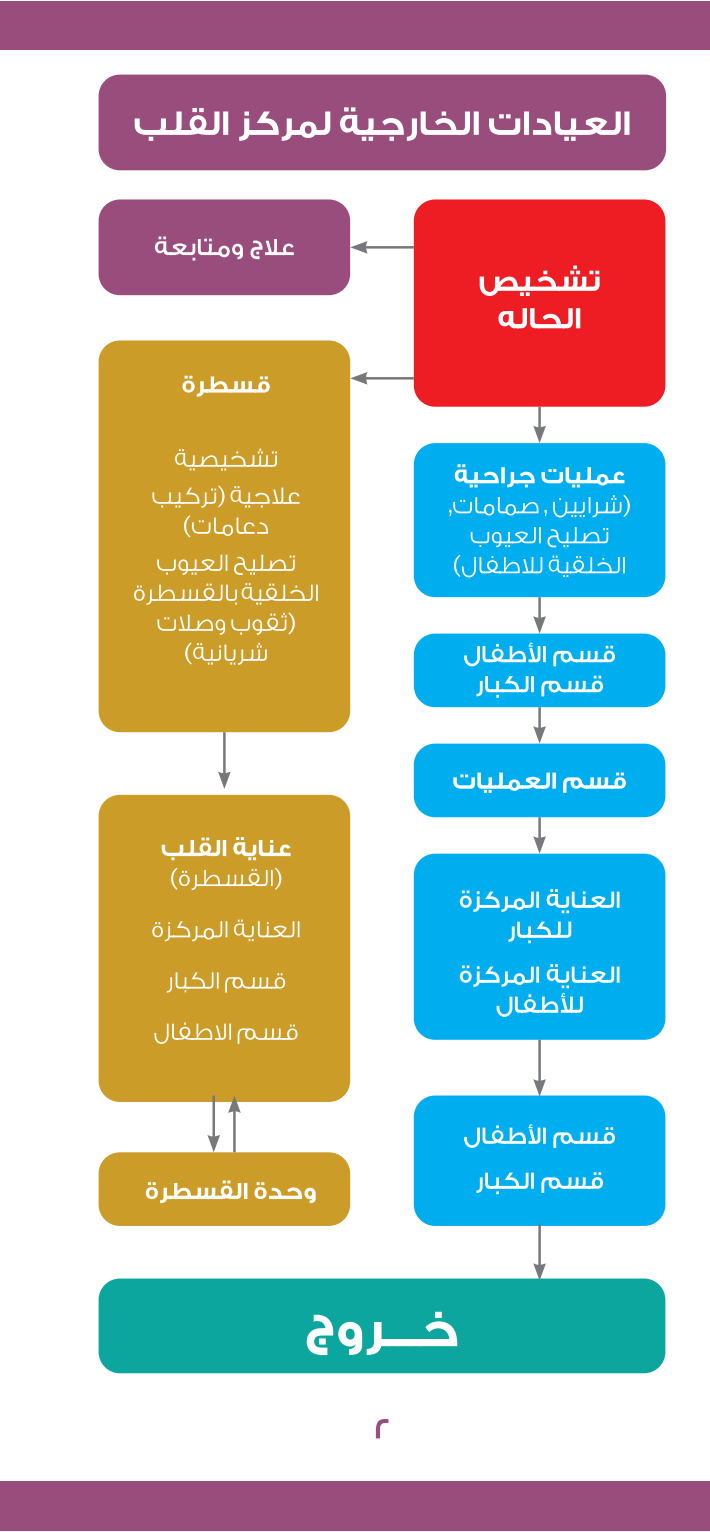 العيادات الخارجية لمركز القلب
تشخيص
الحاله
علاج ومتابعة
قسطرة
تشخيصية
علاجية (تركيب
دعامات)
تصليح العيوب
الخلقية بالقسطرة
(ثقوب وصلات
شريانية)
عمليات جراحية
(شرايين , صمامات,
تصليح العيوب
الخلقية للاطفال)
قسم الأطفال
قسم الكبار
قسم العمليات
العناية المركزة
للكبار
العناية المركزة
للأطفال
قسم الأطفال
قسم الكبار
عناية القلب
(القسطرة)
العناية المركزة
قسم الكبار
قسم الاطفال
وحدة القسطرة
خـــروج
٢